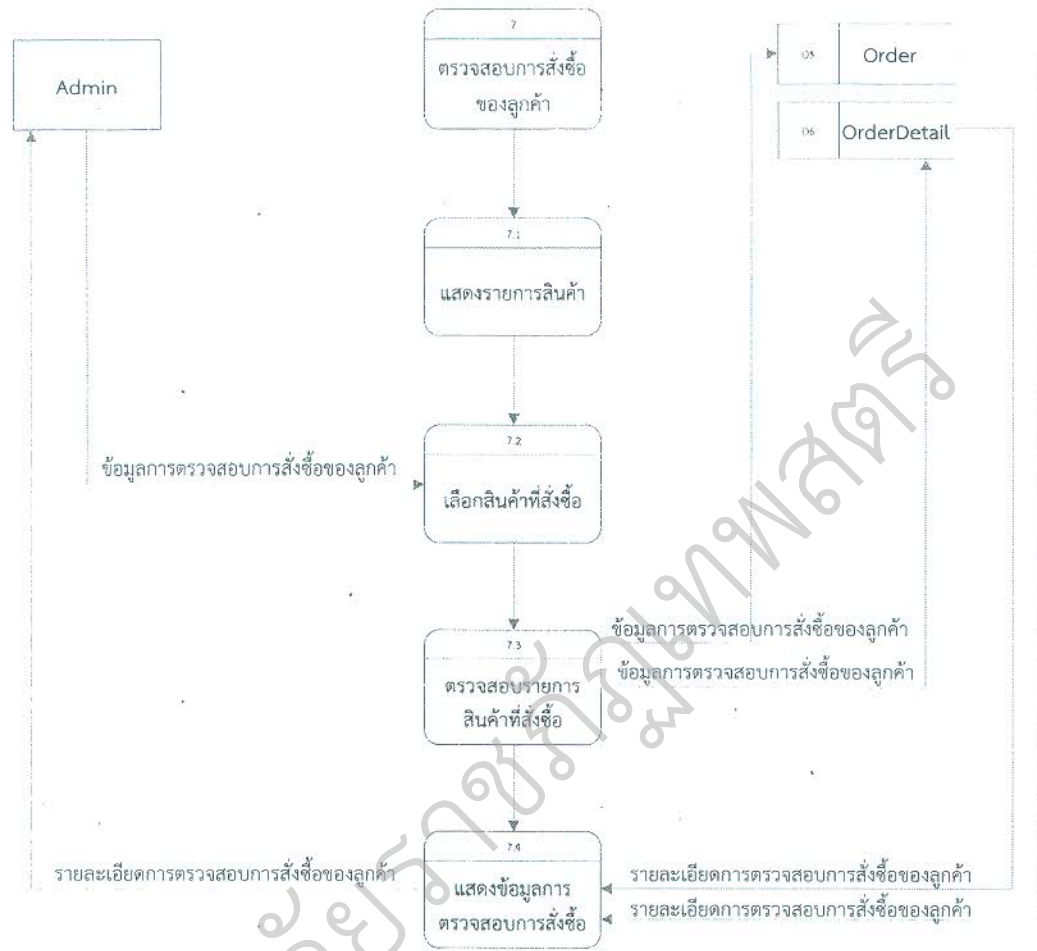 Admin
7
ตรวจสอบการสั่งซื้อ
ของลูกค้า
Order
D6
OrderDetail
7.1
แสดงรายการสินค้า
7.2
ข้อมูลการตรวจสอบการสั่งซื้อของลูกค้า
เลือกสินค้าที่สั่งซื้อ
ข้อมูลการตรวจสอบการสั่งซื้อของลูกค้า
7.3
ข้อมูลการตรวจสอบการสั่งซื้อของลูกค้า
ตรวจสอบรายการ
สินค้าที่สั่งซื้อ
7.4
รายละเอียดการตรวจสอบการสั่งซื้อของลูกค้า
แสดงข้อมูลการ
ตรวจสอบการสั่งซื้อ
รายละเอียดการตรวจสอบการสั่งซื้อของลูกค้า
รายละเอียดการตรวจสอบการสั่งซื้อของลูกค้า